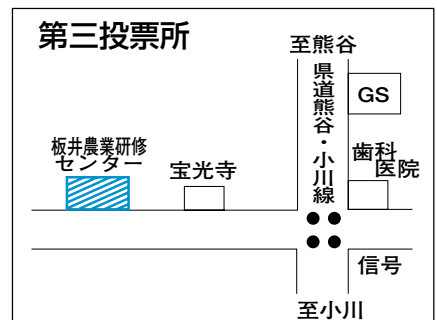 第三投票所
至熊谷
県道熊谷・小川線
GS
歯科
医院
板井農業研修
センター
宝光寺
信号
至小川